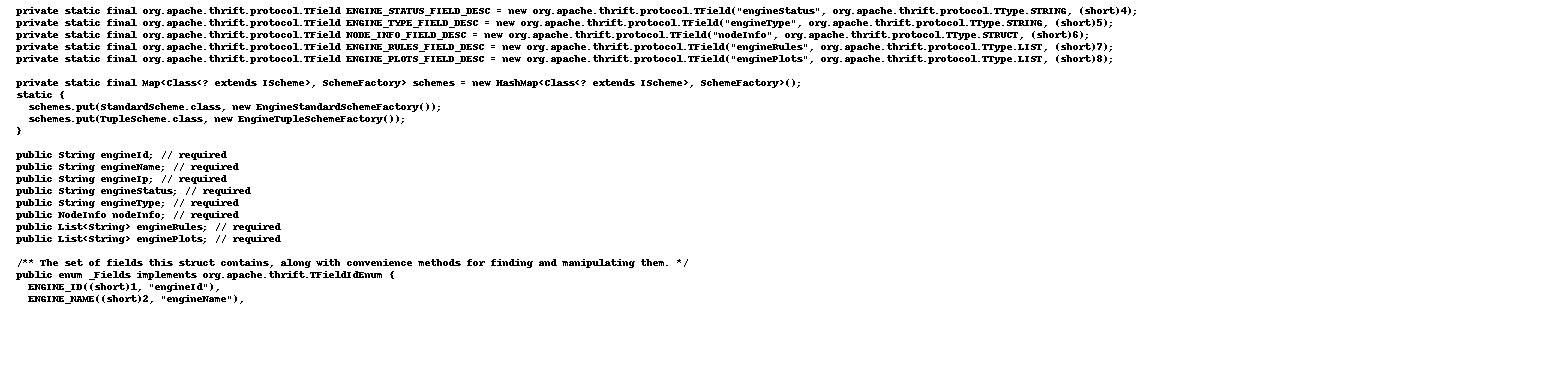 private static final org.apache.thrift.protocol.TField ENGINE_STATUS_FIELD_DESC = new org.apache.thrift.protocol.TField("engineStatus", org.apache.thrift.protocol.TType.STRING, (short)4);
private static final org.apache.thrift.protocol.TField ENGINE_TYPE_FIELD_DESC = new org.apache.thrift.protocol.TField("engineType", org.apache.thrift.protocol.TType.STRING, (short)5);
private static final org.apache.thrift.protocol.TField NODE_INFO_FIELD_DESC = new org.apache.thrift.protocol.TField("nodeInfo", org.apache.thrift.protocol.TType.STRUCT, (short)6);
private static final org.apache.thrift.protocol.TField ENGINE_RULES_FIELD_DESC = new org.apache.thrift.protocol.TField("engineRules", org.apache.thrift.protocol.TType.LIST, (short)7);
private static final org.apache.thrift.protocol.TField ENGINE_PLOTS_FIELD_DESC = new org.apache.thrift.protocol.TField("enginePlots", org.apache.thrift.protocol.TType.LIST, (short)8);

private static final Map<Class<? extends IScheme>, SchemeFactory> schemes = new HashMap<Class<? extends IScheme>, SchemeFactory>();
static {
  schemes.put(StandardScheme.class, new EngineStandardSchemeFactory());
  schemes.put(TupleScheme.class, new EngineTupleSchemeFactory());
}

public String engineId; // required
public String engineName; // required
public String engineIp; // required
public String engineStatus; // required
public String engineType; // required
public NodeInfo nodeInfo; // required
public List<String> engineRules; // required
public List<String> enginePlots; // required

/** The set of fields this struct contains, along with convenience methods for finding and manipulating them. */
public enum _Fields implements org.apache.thrift.TFieldIdEnum {
  ENGINE_ID((short)1, "engineId"),
  ENGINE_NAME((short)2, "engineName"),